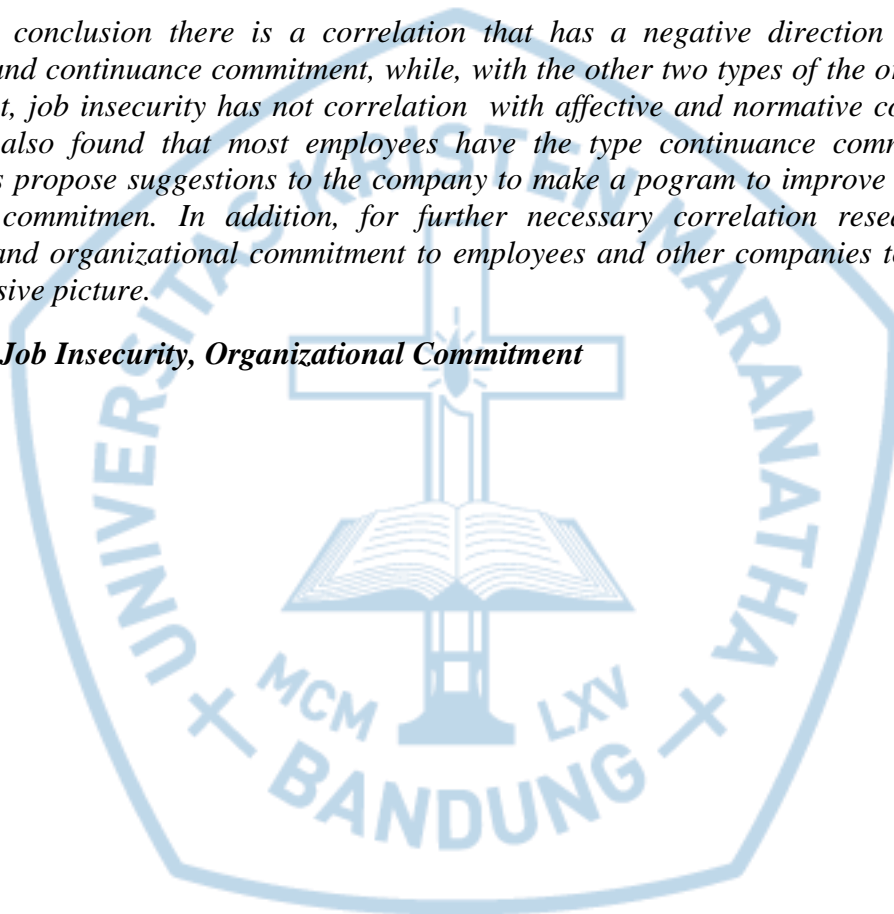 conclusion there is a correlation that has a negative direction
and continuance commitment, while, with the other two types of the
job insecurity has not correlation with affective and normative
also found that most employees have the type continuance
propose suggestions to the company to make a pogram to improve
commitmen. In addition, for further necessary correlation
and organizational commitment to employees and other companies
picture.
Job Insecurity, Organizational Commitment
UNIVERSITAS KRISTEN MARANATHA
MCM LXV
BANDUNG